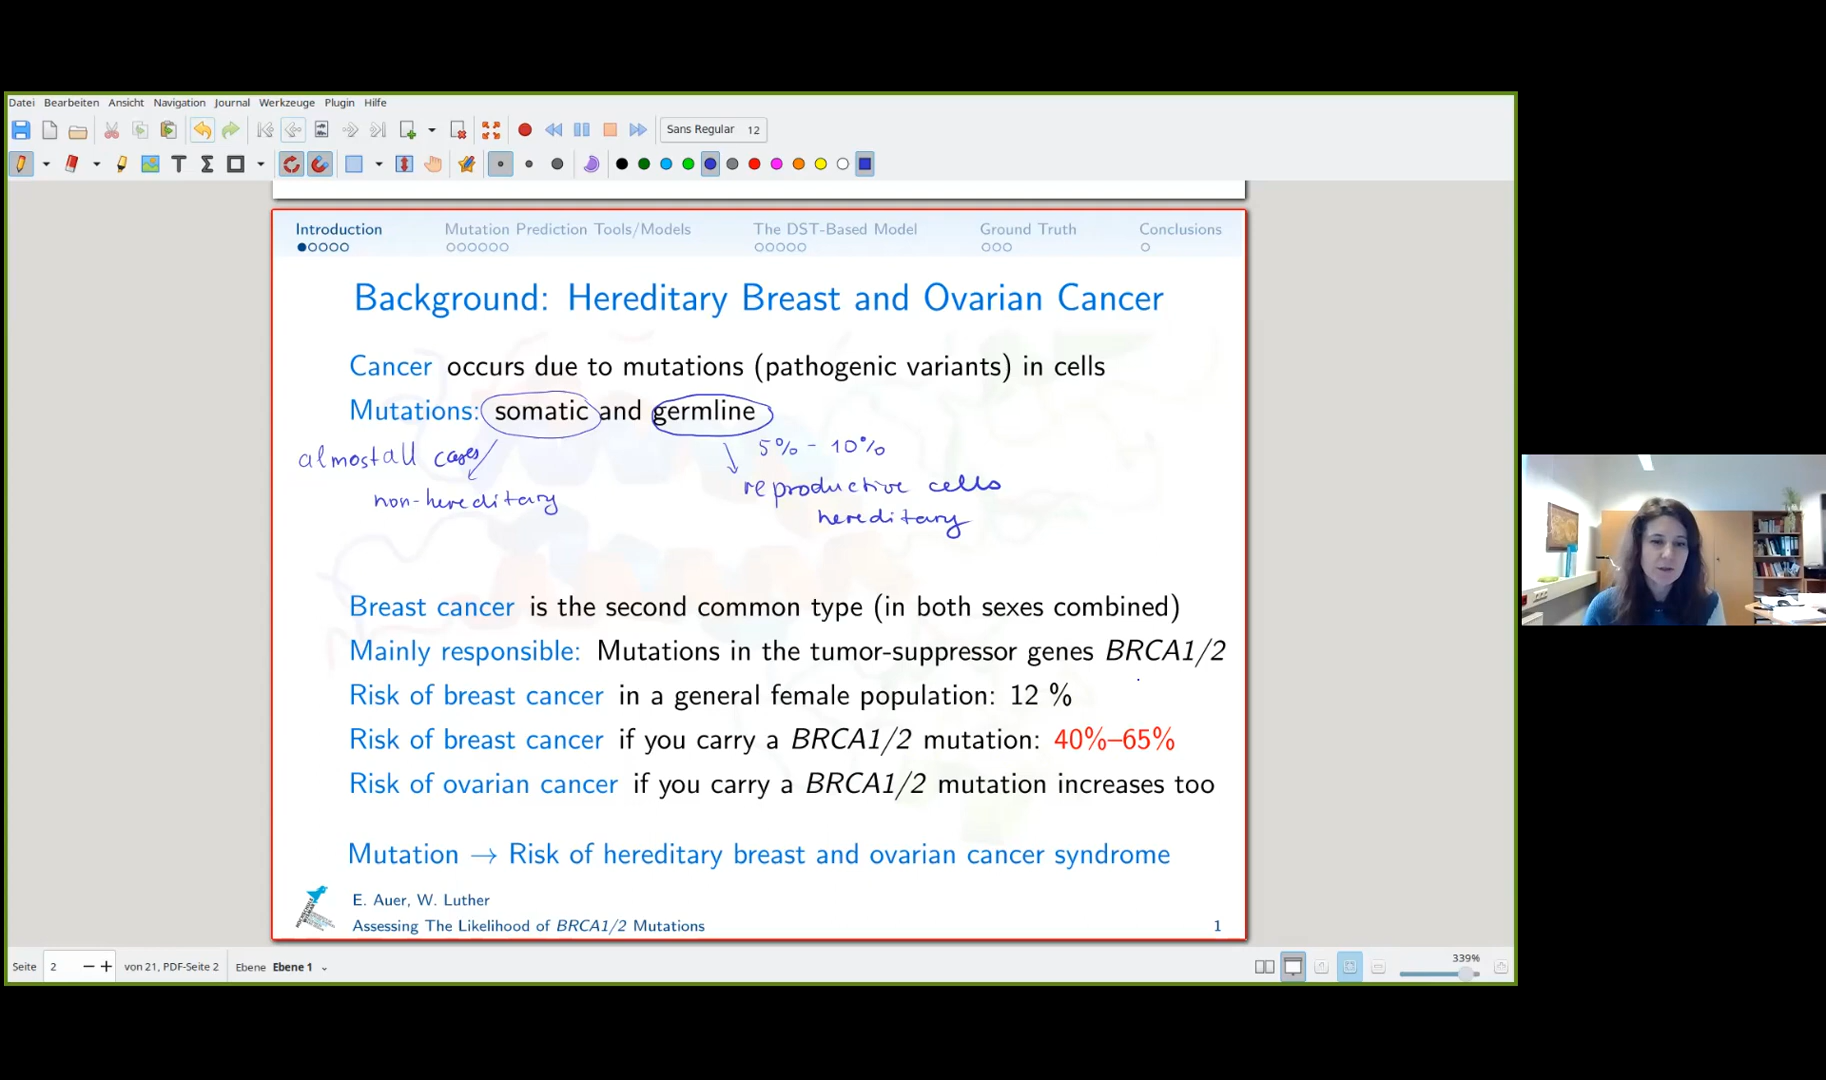 Datei Bearbeiten Ansicht Navigation Journal Werkzeuge Plugin Hilfe
Sans Regular 12
Introduction Mutation Prediction Tools/Models The DST-Based Model Ground Truth Conclusions
Background: Hereditary Breast and Ovarian Cancer
Cancer occurs due to mutations (pathogenic variants) in cells
Mutations: somatic and germline
almost all cases 5% - 10%
non-hereditary reproductive cells
hereditary
Breast cancer is the second common type (in both sexes combined)
Mainly responsible: Mutations in the tumor-suppressor genes BRCA1/2
Risk of breast cancer in a general female population: 12 %
Risk of breast cancer if you carry a BRCA1/2 mutation: 40%–65%
Risk of ovarian cancer if you carry a BRCA1/2 mutation increases too
Mutation → Risk of hereditary breast and ovarian cancer syndrome
E. Auer, W. Luther
Assessing The Likelihood of BRCA1/2 Mutations 1
Seite 2 von 21, PDF-Seite 2 Ebene Ebene 1 339%